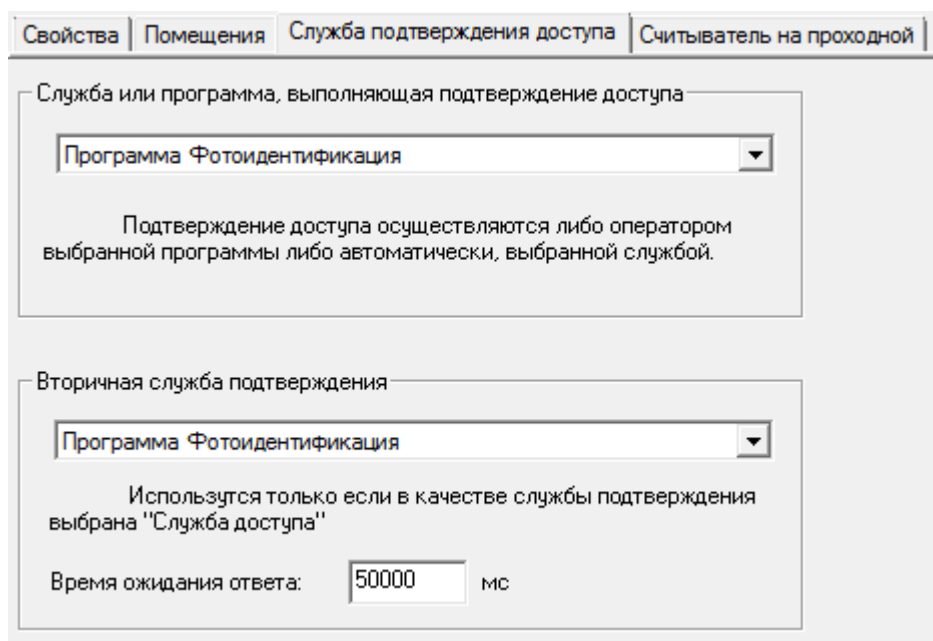 Свойства Помещения Служба подтверждения доступа Считыватель на проходной
Служба или программа, выполняющая подтверждение доступа
Программа Фотоидентификация
Подтверждение доступа осуществляются либо оператором
выбранной программы либо автоматически, выбранной службой.
Вторичная служба подтверждения
Программа Фотоидентификация
Использутся только если в качестве службы подтверждения
выбрана "Служба доступа"
Время ожидания ответа: 50000 мс